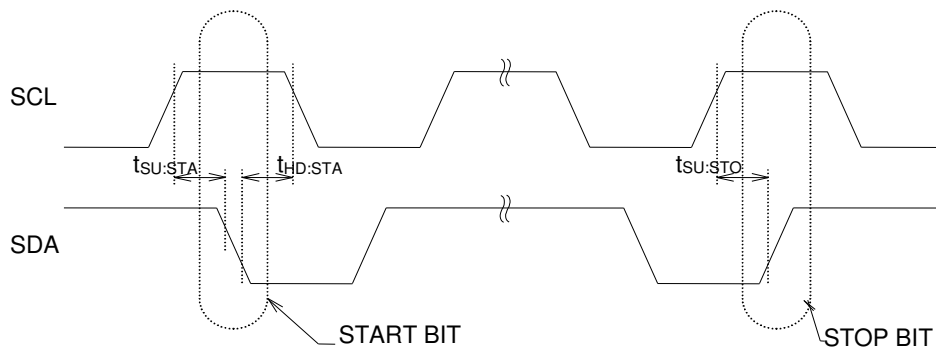 SCL
tSU:STA
tHD:STA
tSU:STO
SDA
START BIT
STOP BIT